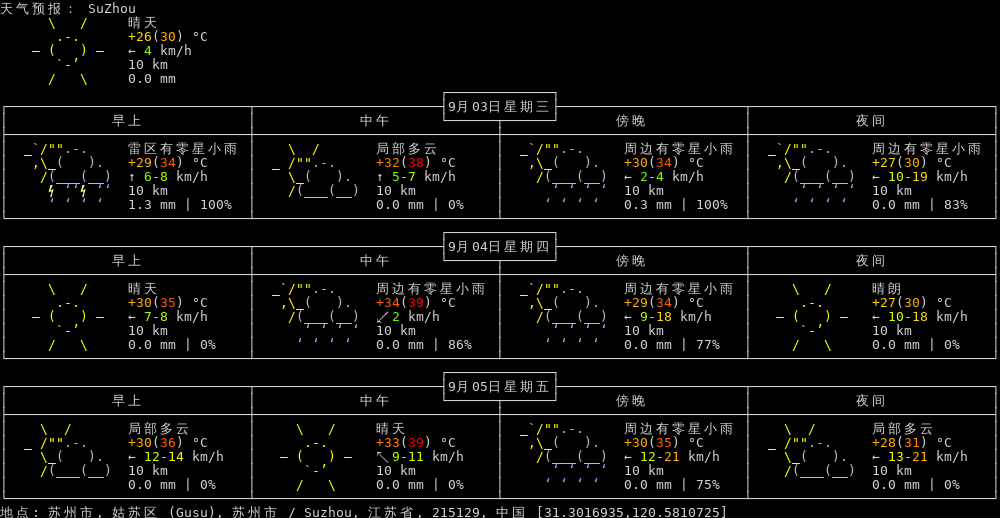 天气预报: SuZhou
晴天
+26(30) °C
← 4 km/h
10 km
0.0 mm
9月03日星期三
早上 中午 傍晚 夜间
雷区有零星小雨 局部多云 周边有零星小雨 周边有零星小雨
+29(34) °C +32(38) °C +30(34) °C +27(30) °C
↑ 6-8 km/h ↑ 5-7 km/h ← 2-4 km/h ← 10-19 km/h
10 km 10 km 10 km 10 km
1.3 mm | 100% 0.0 mm | 0% 0.3 mm | 100% 0.0 mm | 83%
9月04日星期四
早上 中午 傍晚 夜间
晴天 周边有零星小雨 周边有零星小雨 晴朗
+30(35) °C +34(39) °C +29(34) °C +27(30) °C
← 7-8 km/h ↙ 2 km/h ← 9-18 km/h ← 10-18 km/h
10 km 10 km 10 km 10 km
0.0 mm | 0% 0.0 mm | 86% 0.0 mm | 77% 0.0 mm | 0%
9月05日星期五
早上 中午 傍晚 夜间
局部多云 晴天 周边有零星小雨 局部多云
+30(36) °C +33(39) °C +30(35) °C +28(31) °C
← 12-14 km/h ↖ 9-11 km/h ← 12-21 km/h ← 13-21 km/h
10 km 10 km 10 km 10 km
0.0 mm | 0% 0.0 mm | 0% 0.0 mm | 75% 0.0 mm | 0%
地点: 苏州市, 姑苏区 (Gusu), 苏州市 / Suzhou, 江苏省, 215129, 中国 [31.3016935,120.5810725]